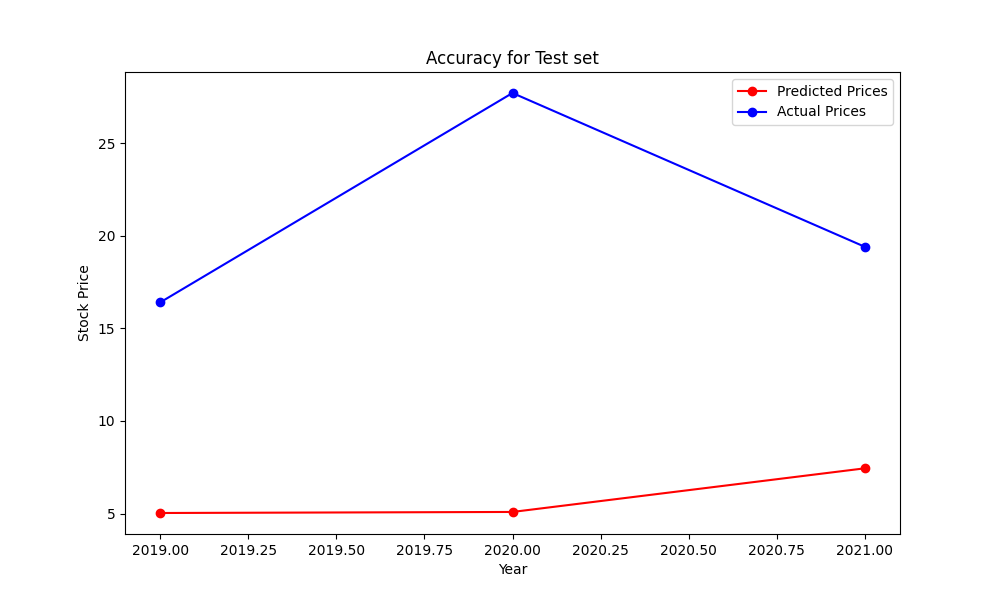 Accuracy for Test set
Predicted Prices
Actual Prices
Stock Price
25
20
15
10
5
2019.00 2019.25 2019.50 2019.75 2020.00 2020.25 2020.50 2020.75 2021.00
Year